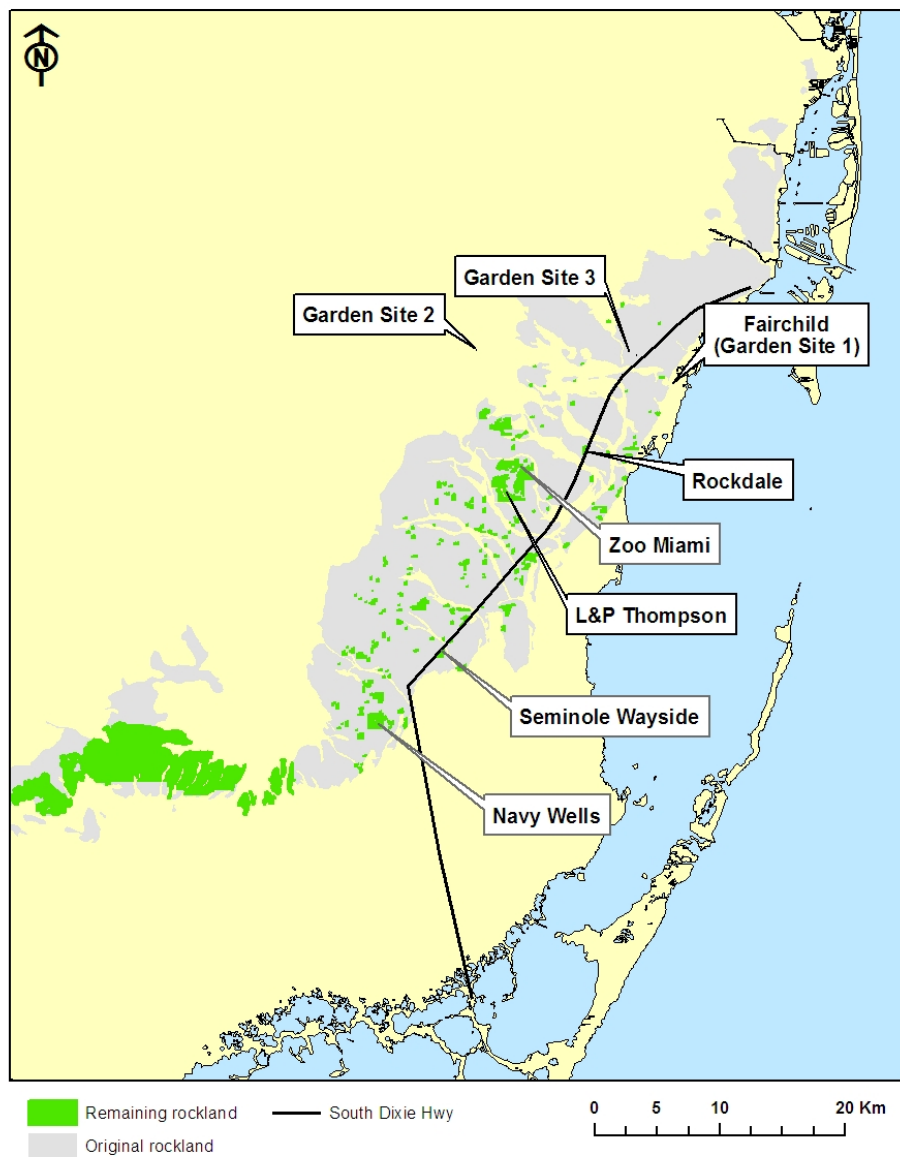 N
Garden Site 3
Garden Site 2
Fairchild
(Garden Site 1)
Rockdale
Zoo Miami
L&P Thompson
Seminole Wayside
Navy Wells
Remaining rockland
South Dixie Hwy
Original rockland
0 5 10 20 Km